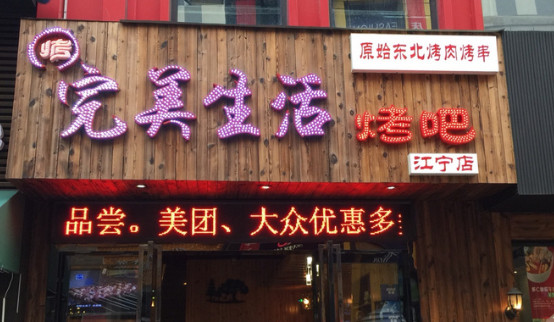 烤
完美生活
原始东北烤肉烤串
烤吧
江宁店
品尝。美团、大众优惠多